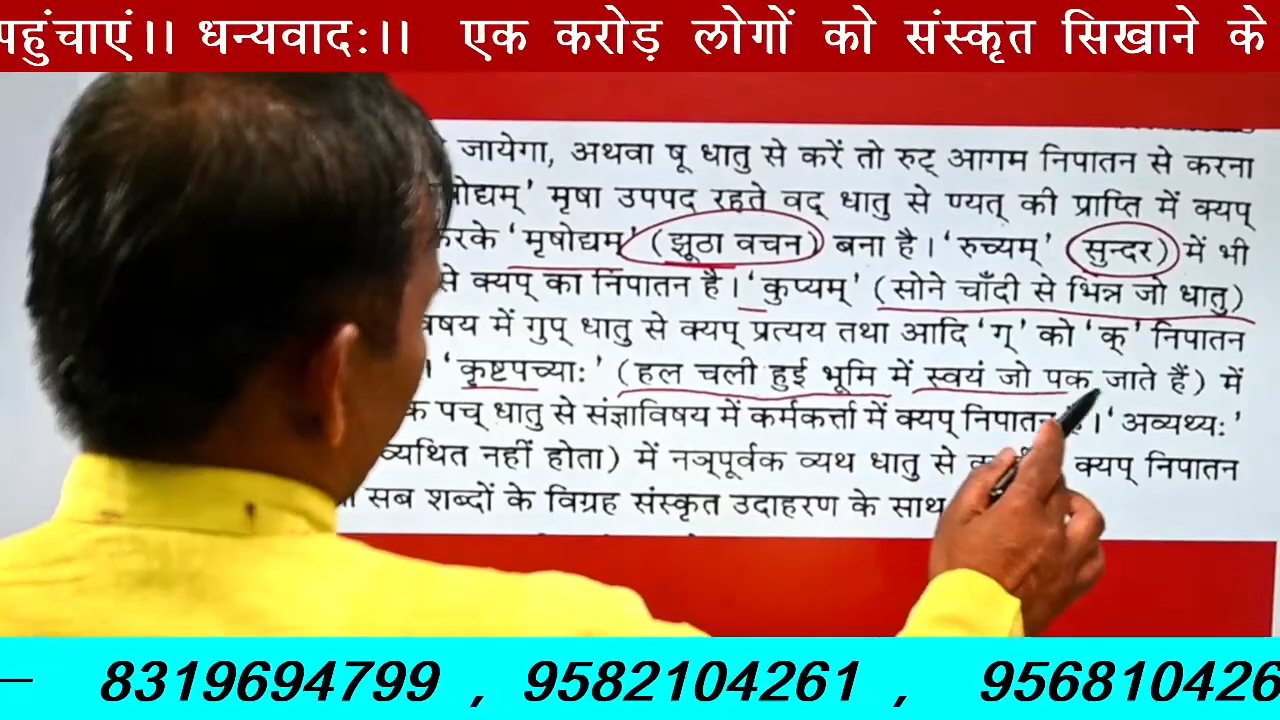 पहुंचाएं।। धन्यवादः।। एक करोड़ लोगों को संस्कृत सिखाने के
जायेगा, अथवा षू धातु से करें तो रुट् आगम निपातन से करना
मृषा उपपद रहते वद् धातु से ण्यत् की प्राप्ति में क्यप्
करके 'मृषोद्यम्' (झूठा वचन) बना है। 'रुच्यम्' (सुन्दर) में भी
से क्यप् का निपातन है। 'कुप्यम्' (सोने चाँदी से भिन्न जो धातु)
में गुप् धातु से क्यप् प्रत्यय तथा आदि 'ग्' को 'क्' निपातन
। 'कृष्टपच्याः' (हल चली हुई भूमि में स्वयं जो पक जाते हैं) में
पच् धातु से संज्ञाविषय में कर्मकर्त्ता में क्यप् निपातन है। 'अव्यथ्यः'
व्यथित नहीं होता) में नञ्पूर्वक व्यथ धातु से क्यप् निपातन
सब शब्दों के विग्रह संस्कृत उदाहरण के साथ
— 8319694799 , 9582104261 , 956810426